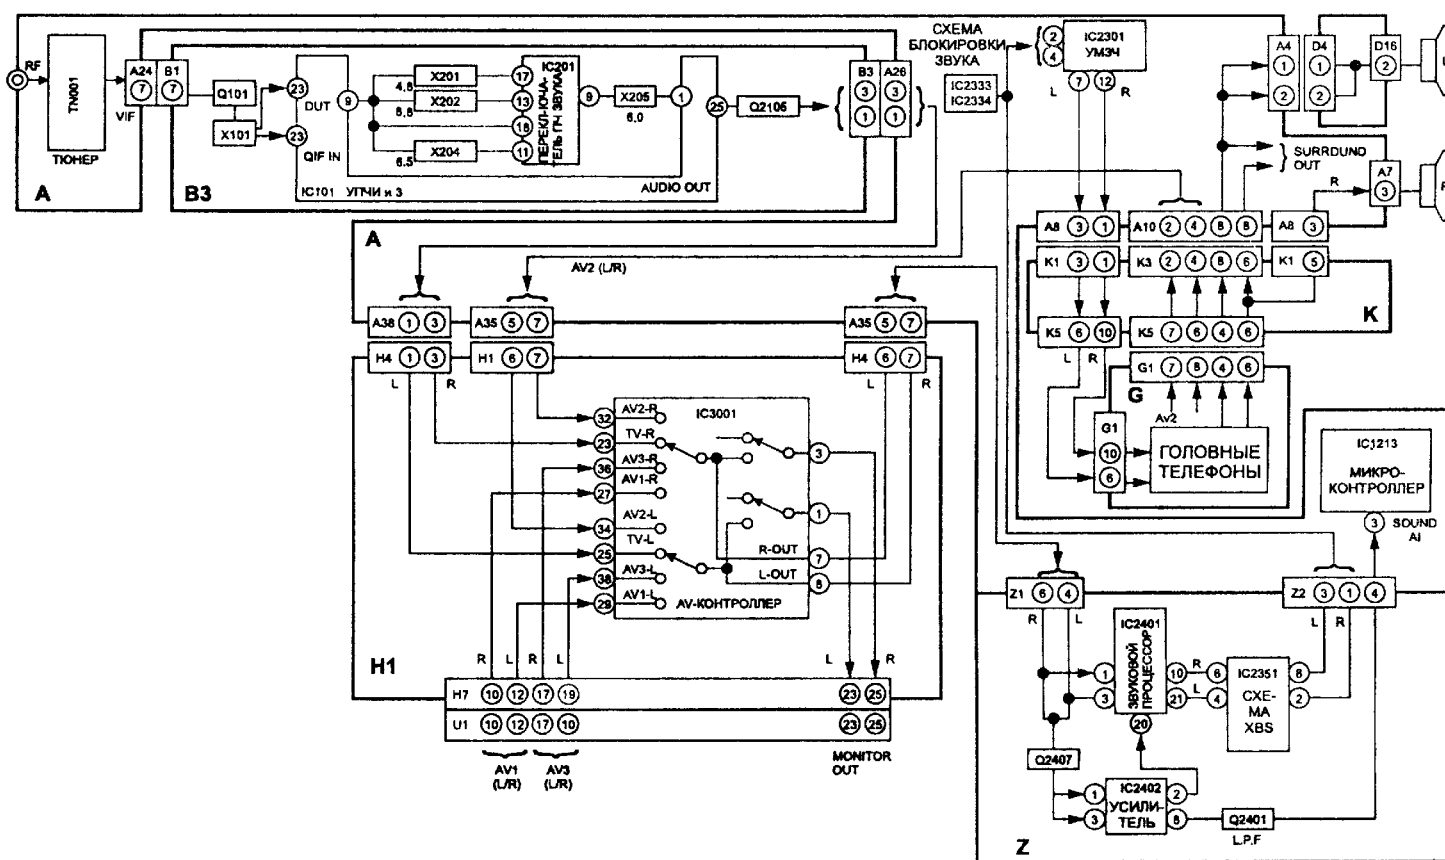 RF
TN001
ТЮНЕР
VIF
A24
7
B1
7
Q101
X101
23
23
DUT
QIF IN
9
IC101 УПЧИ и З
4,5
X201
X202
6,5
X204
17
13
18
11
IC201
ПЕРЕКЛЮЧА-
ТЕЛЬ ПЧ ЗВУКА
9
X205
6,0
1
25
AUDIO OUT
Q2106
B3
3
1
A26
3
1
A
B3
СХЕМА
БЛОКИРОВКИ
ЗВУКА
IC2333
IC2334
2
4
IC2301
УМЗЧ
7
12
L
R
A4
1
2
D4
1
2
D16
2
SURRDUND
OUT
R
A7
3
A8 3 1
A10 2 4 8 8
A8 3
K1 3 1
K3 2 4 8 6
K1 5
K5 6 10
K5 7 6 4 6
K
L R
G1 7 8 4 6
G
Av2
G1
10
6
ГОЛОВНЫЕ
ТЕЛЕФОНЫ
IC1213
МИКРО-
КОНТРОЛЛЕР
3
SOUND
AI
A
AV2 (L/R)
A38 1 3
A35 5 7
A35 5 7
H4 1 3
H1 6 7
H4 6 7
L R
L R
IC3001
32 AV2-R
23 TV-R
36 AV3-R
27 AV1-R
34 AV2-L
25 TV-L
38 AV3-L
29 AV1-L
3
1
R-OUT 7
L-OUT 8
AV-КОНТРОЛЛЕР
H1
R L R L
L R
H7 10 12 17 19 23 25
U1 10 12 17 10 23 25
AV1
(L/R)
AV3
(L/R)
MONITOR
OUT
Z1 6 4
R L
Z2 3 1 4
L R
IC2401
ЗВУКОВОЙ
ПРОЦЕССОР
1
3
10
21
20
R
L
6
4
IC2351
СХЕ-
МА
XBS
8
2
Q2407
1
3
IC2402
УСИЛИ-
ТЕЛЬ
2
8
Q2401
L.P.F
Z